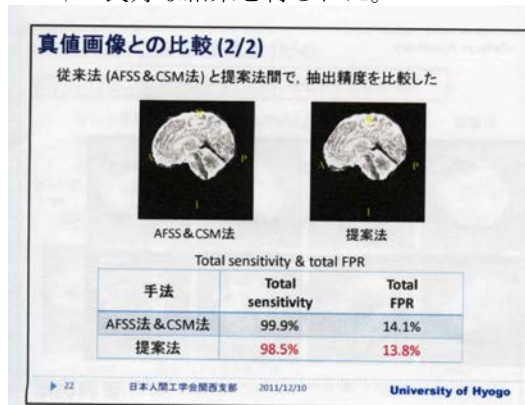 真値画像との比較 (2/2)
従来法 (AFSS＆CSM法) と提案法間で, 抽出精度を比較した
A P I
A P I
AFSS＆CSM法 提案法
Total sensitivity & total FPR
手法 Total sensitivity Total FPR
AFSS法＆CSM法 99.9% 14.1%
提案法 98.5% 13.8%
22 日本人間工学会関西支部 2011/12/10 University of Hyogo